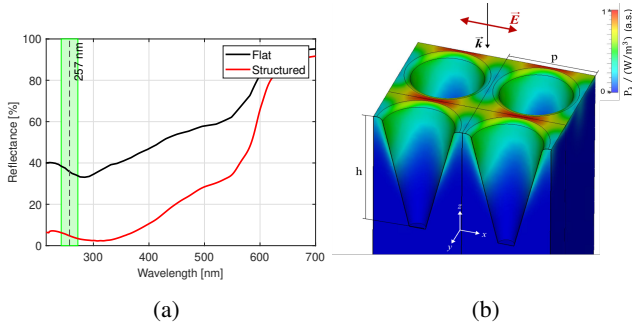 100
80
60
40
20
0
Reflectance [%]
257 nm
Flat
Structured
300
400
500
600
700
Wavelength [nm]
(a)
E
k
p
h
z
x
y
1
0
P_y / (W/m³) (a.s.)
(b)